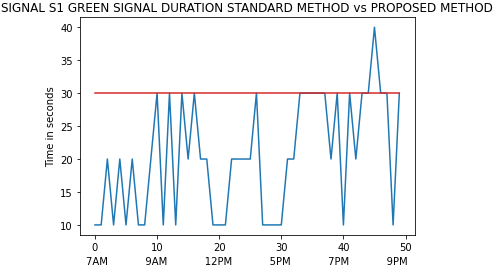 SIGNAL S1 GREEN SIGNAL DURATION STANDARD METHOD vs PROPOSED METHOD
Time in seconds
40
35
30
25
20
15
10
0 10 20 30 40 50
7AM 9AM 12PM 5PM 7PM 9PM